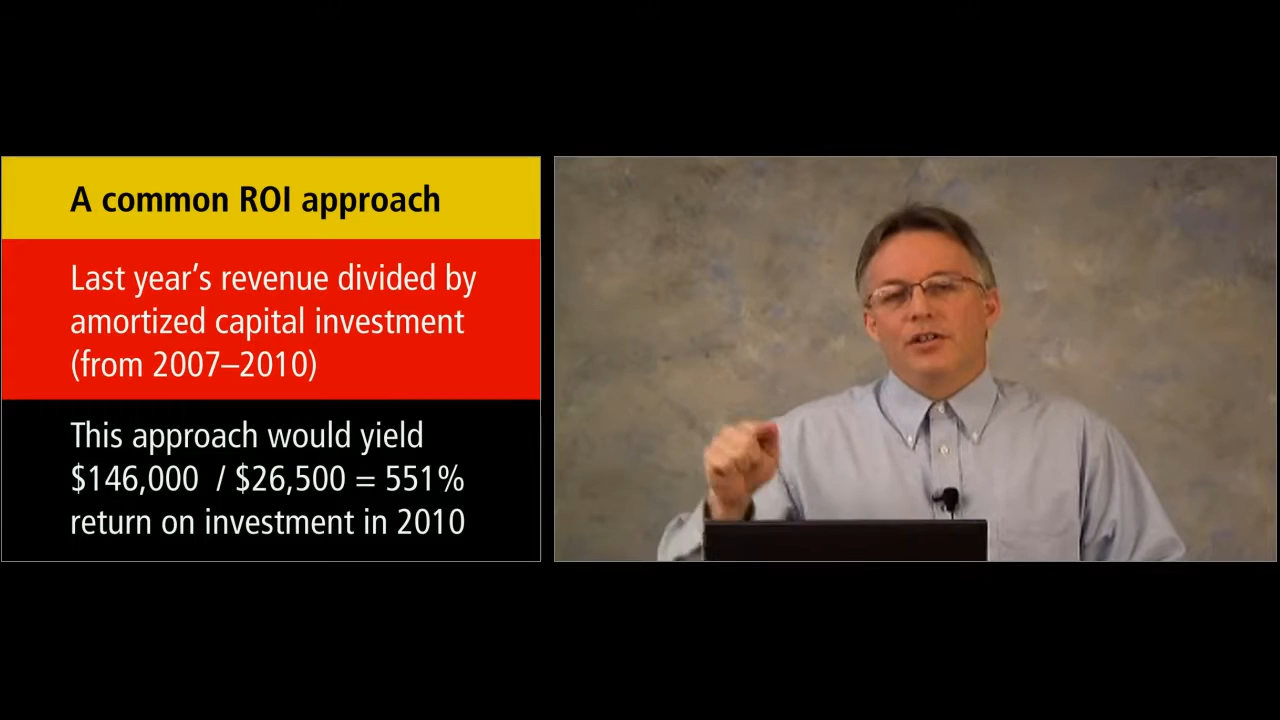 A common ROI approach
Last year’s revenue divided by
amortized capital investment
(from 2007–2010)
This approach would yield
$146,000 / $26,500 = 551%
return on investment in 2010